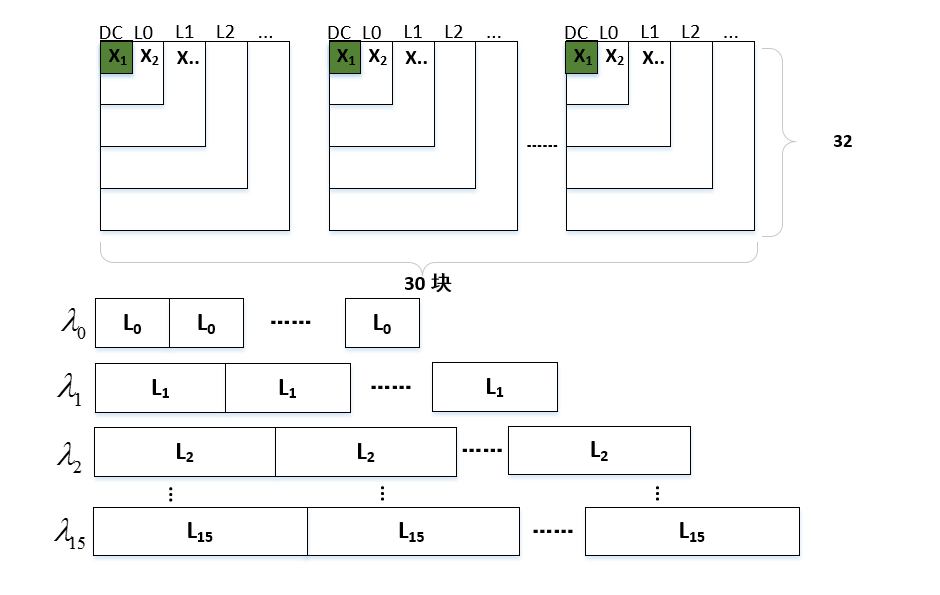 DC L0 L1 L2 ... DC L0 L1 L2 ... DC L0 L1 L2 ...
X₁ X₂ X.. X₁ X₂ X.. X₁ X₂ X..
...... 32
30 块
λ₀ L₀ L₀ ...... L₀
λ₁ L₁ L₁ ...... L₁
λ₂ L₂ L₂ ...... L₂
⋮ ⋮ ⋮
λ₁₅ L₁₅ L₁₅ ...... L₁₅